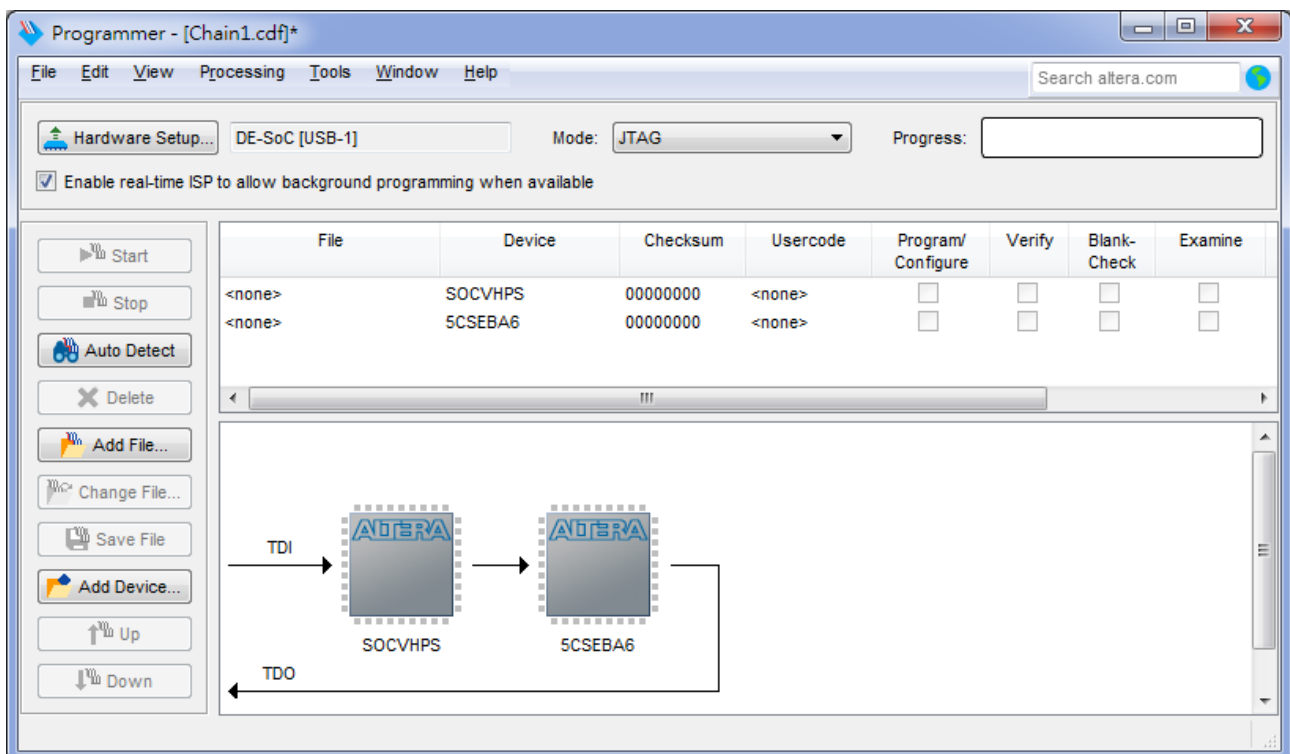 Programmer - [Chain1.cdf]*
File Edit View Processing Tools Window Help
Search altera.com
Hardware Setup... DE-SoC [USB-1] Mode: JTAG Progress:
Enable real-time ISP to allow background programming when available
Start
Stop
Auto Detect
Delete
Add File...
Change File...
Save File
Add Device...
Up
Down
File Device Checksum Usercode Program/ Configure Verify Blank- Check Examine
<none> SOCVHPS 00000000 <none>
<none> 5CSEBA6 00000000 <none>
ALTERA ALTERA
TDI
SOCVHPS 5CSEBA6
TDO